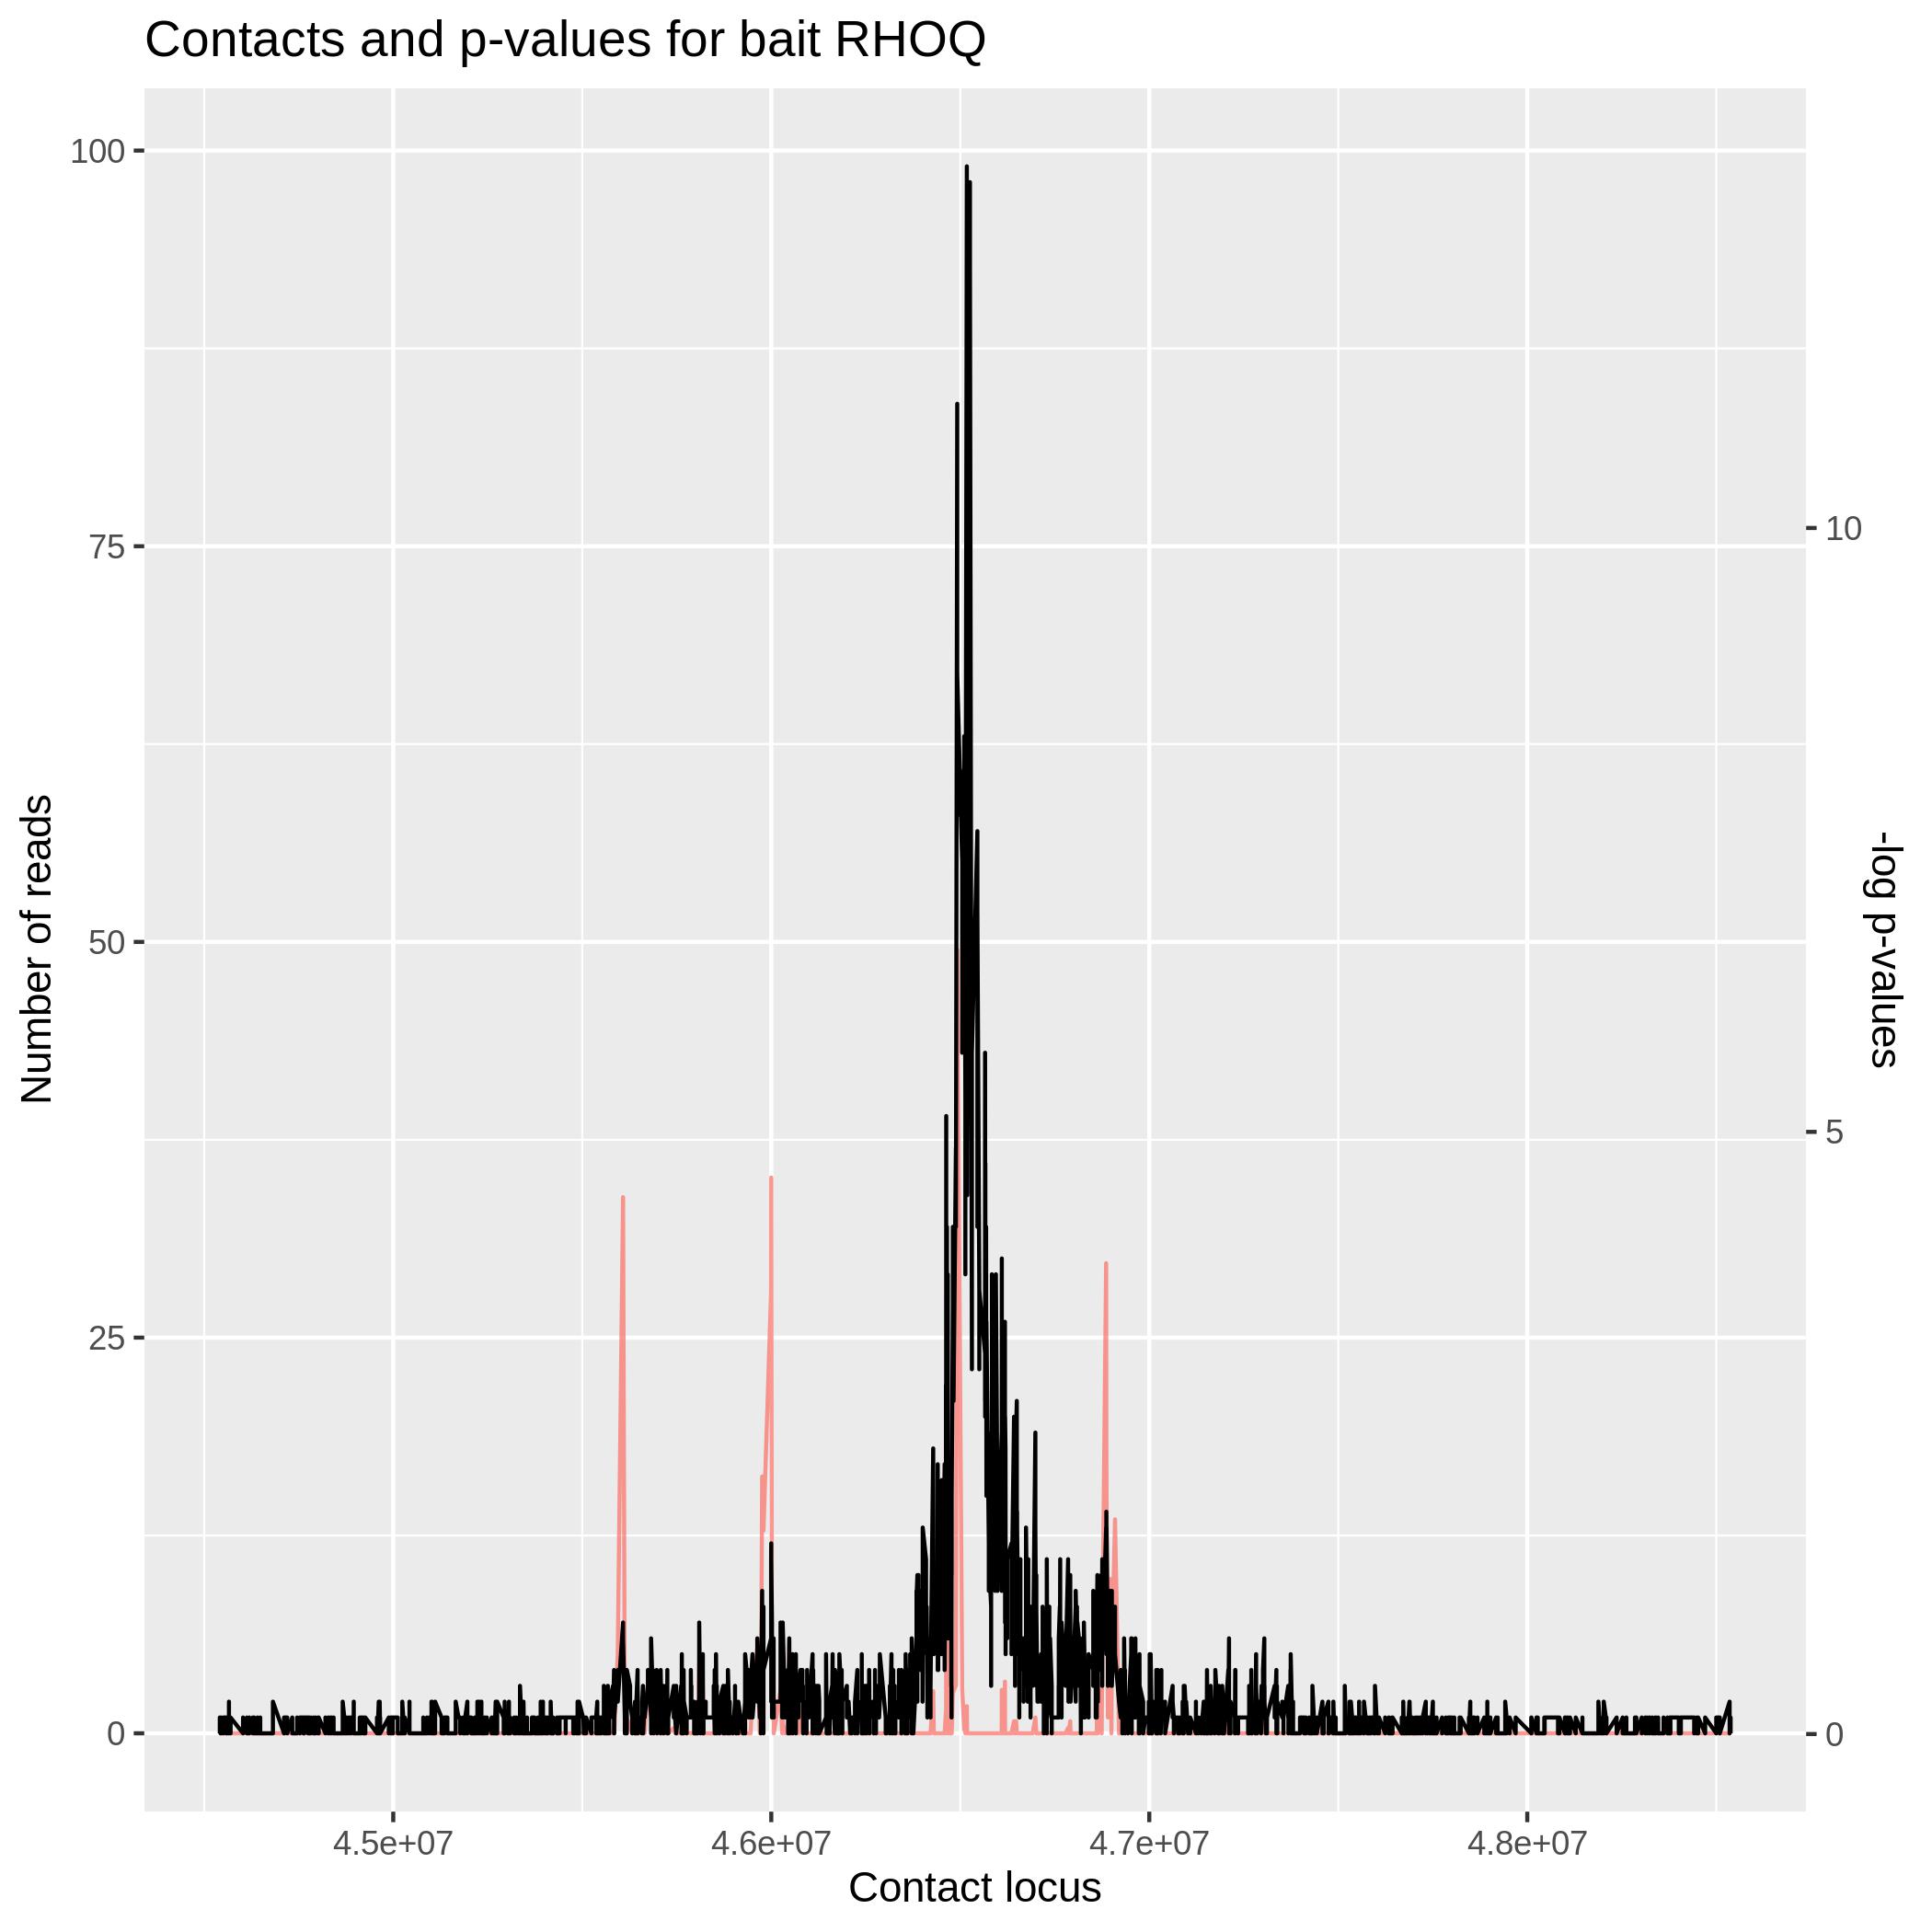 Contacts and p-values for bait RHOQ
100
75
50
25
0
Number of reads
10
5
0
-log p-values
4.5e+07 4.6e+07 4.7e+07 4.8e+07
Contact locus